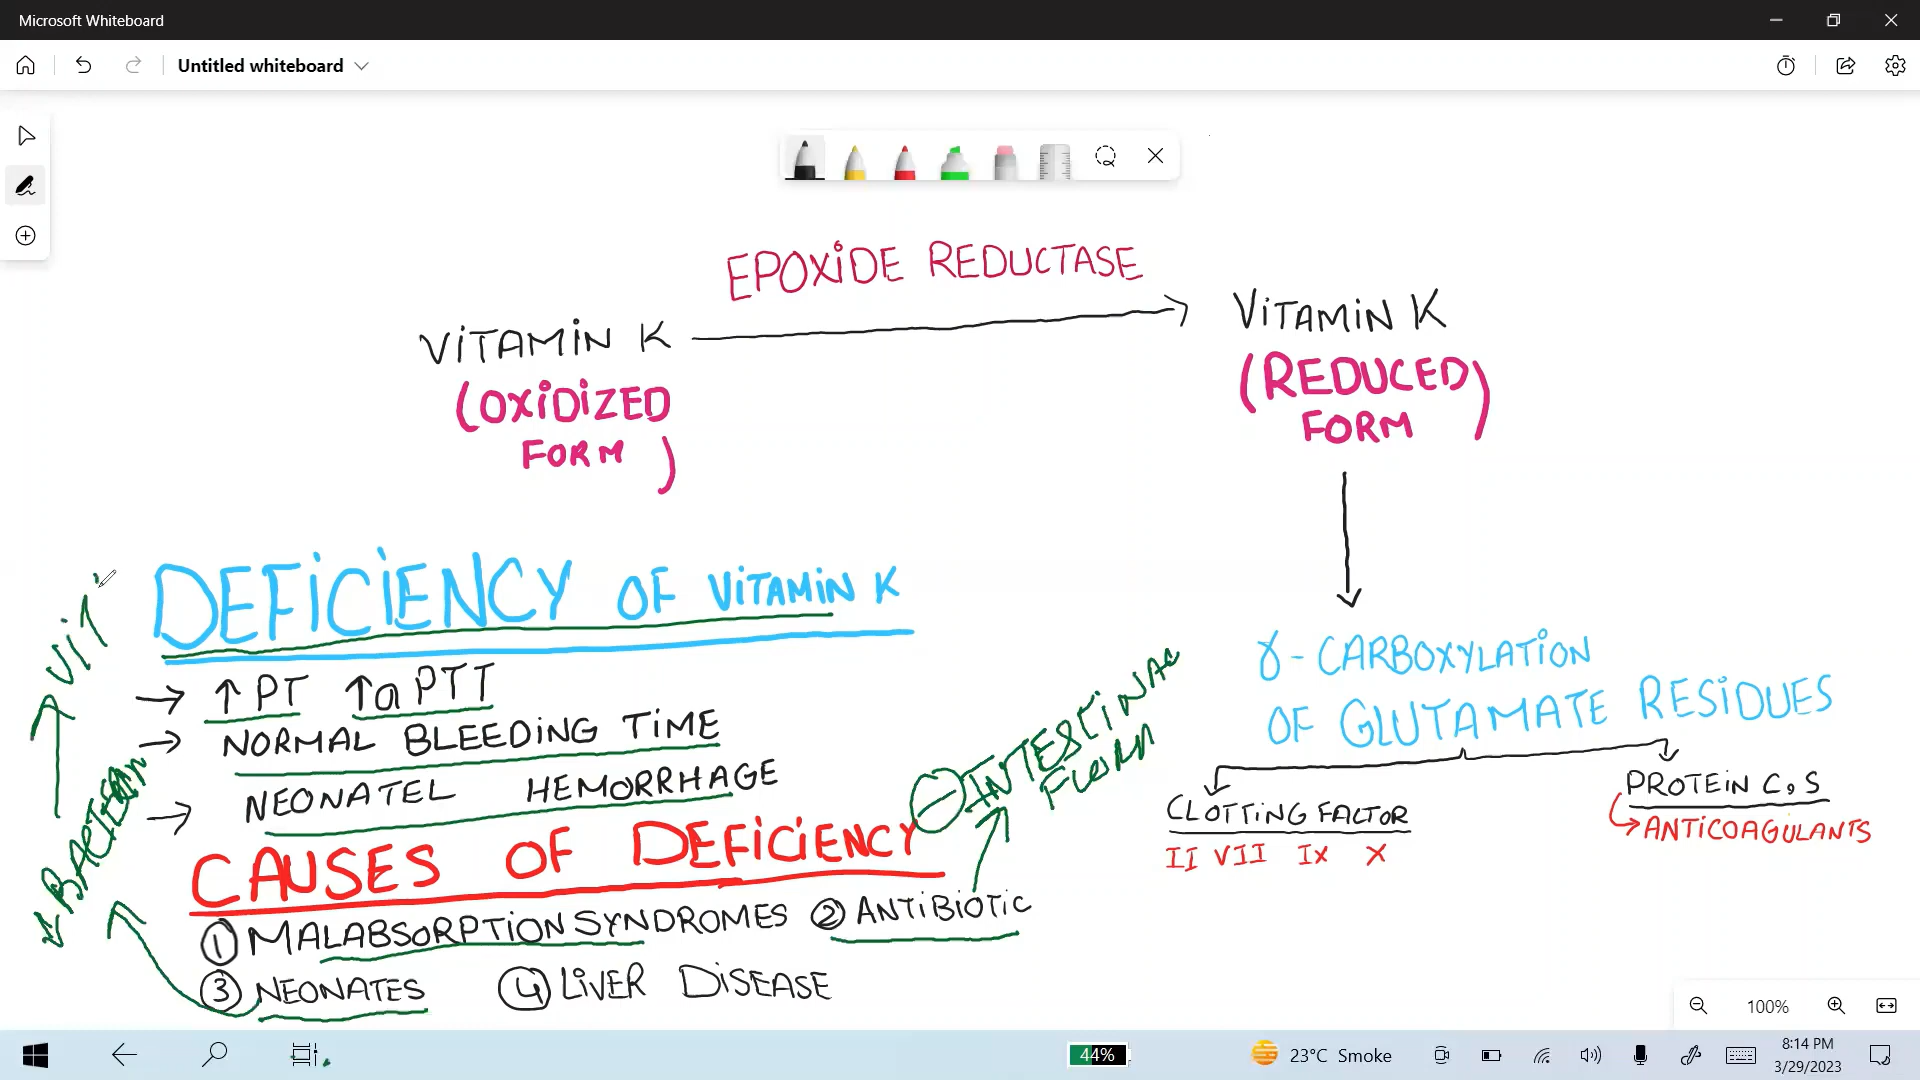 Microsoft Whiteboard
Untitled whiteboard
EPOXIDE REDUCTASE
VITAMIN K
(OXIDIZED
FORM)
VITAMIN K
(REDUCED
FORM)
DEFICIENCY OF VITAMIN K
→ ↑ PT ↑a PTT
→ NORMAL BLEEDING TIME
→ NEONATEL HEMORRHAGE
CAUSES OF DEFICIENCY
① MALABSORPTION SYNDROMES ② ANTIBIOTIC
③ NEONATES ④ LIVER DISEASE
VIT
INTESTINAL
γ - CARBOXYLATION
OF GLUTAMATE RESIDUES
CLOTTING FACTOR
II VII IX X
PROTEIN C, S
→ ANTICOAGULANTS
100%
44%
23°C Smoke
8:14 PM
3/29/2023